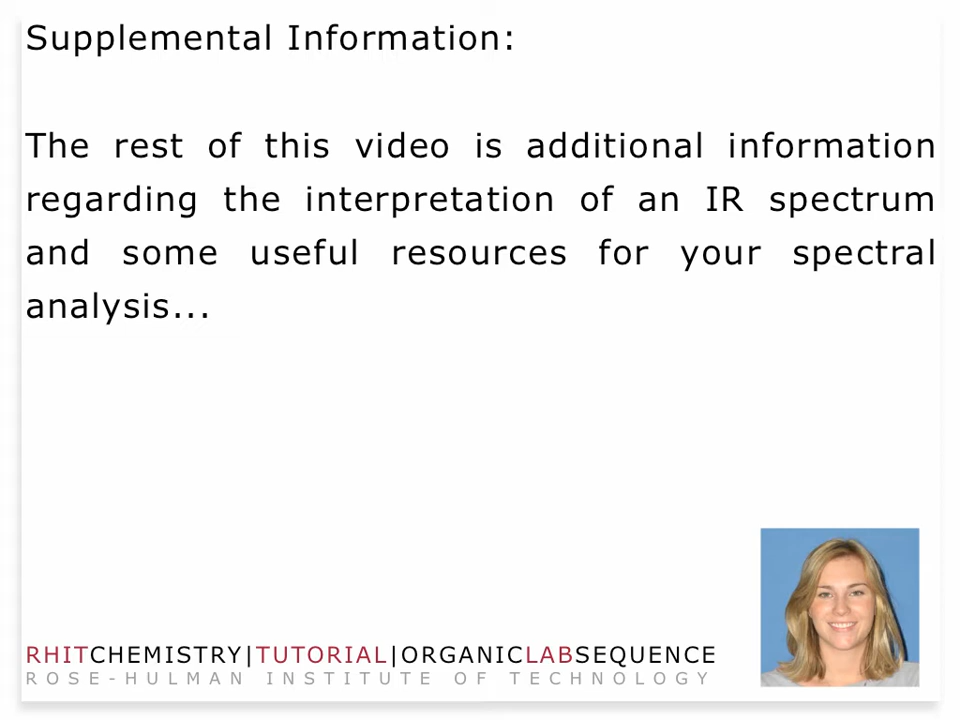 Supplemental Information:
The rest of this video is additional information
regarding the interpretation of an IR spectrum
and some useful resources for your spectral
analysis...
RHITCHEMISTRY|TUTORIAL|ORGANICLABSEQUENCE
ROSE-HULMAN INSTITUTE OF TECHNOLOGY